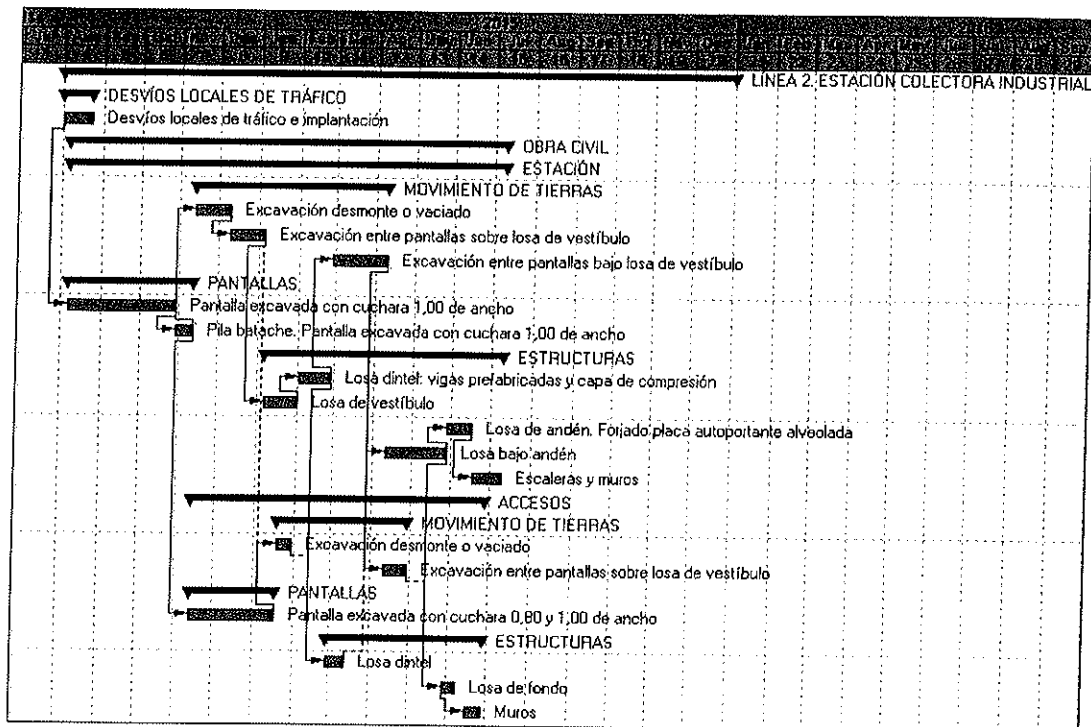 LÍNEA 2. ESTACIÓN COLECTORA INDUSTRIAL
DESVÍOS LOCALES DE TRÁFICO
Desvíos locales de tráfico e implantación
OBRA CIVIL
ESTACIÓN
MOVIMIENTO DE TIERRAS
Excavación desmonte o vaciado
Excavación entre pantallas sobre losa de vestíbulo
Excavación entre pantallas bajo losa de vestíbulo
PANTALLAS
Pantalla excavada con cuchara 1,00 de ancho
Pila batache. Pantalla excavada con cuchara 1,00 de ancho
ESTRUCTURAS
Losa dintel: vigas prefabricadas y capa de compresión
Losa de vestíbulo
Losa de andén. Forjado placa autoportante alveolada
Losa bajo andén
Escaleras y muros
ACCESOS
MOVIMIENTO DE TIERRAS
Excavación desmonte o vaciado
Excavación entre pantallas sobre losa de vestíbulo
PANTALLAS
Pantalla excavada con cuchara 0,80 y 1,00 de ancho
ESTRUCTURAS
Losa dintel
Losa de fondo
Muros